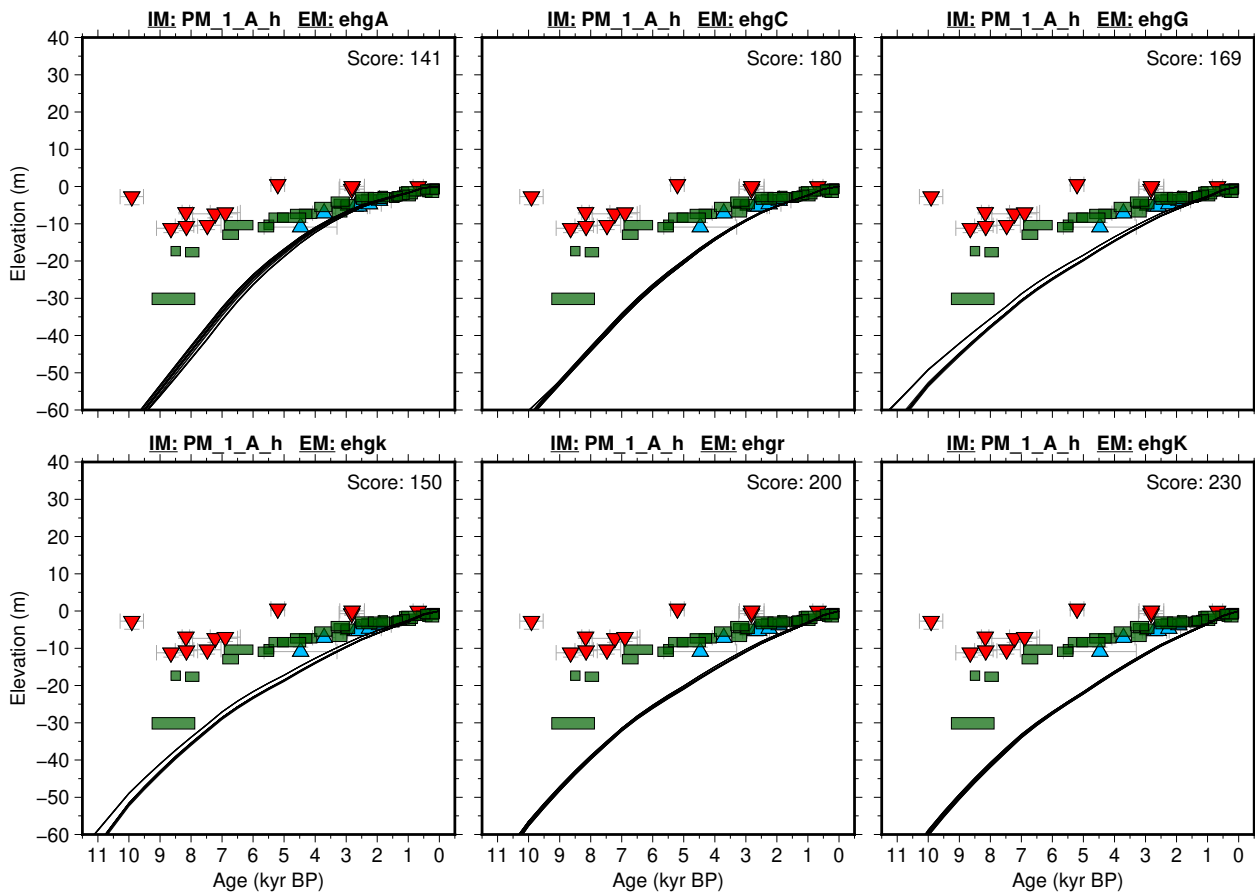 IM: PM_1_A_h EM: ehgA
IM: PM_1_A_h EM: ehgC
IM: PM_1_A_h EM: ehgG
Score: 141
Score: 180
Score: 169
40
30
20
10
0
−10
−20
−30
−40
−50
−60
Elevation (m)
IM: PM_1_A_h EM: ehgk
IM: PM_1_A_h EM: ehgr
IM: PM_1_A_h EM: ehgK
Score: 150
Score: 200
Score: 230
40
30
20
10
0
−10
−20
−30
−40
−50
−60
Elevation (m)
11 10 9 8 7 6 5 4 3 2 1 0
11 10 9 8 7 6 5 4 3 2 1 0
11 10 9 8 7 6 5 4 3 2 1 0
Age (kyr BP)
Age (kyr BP)
Age (kyr BP)